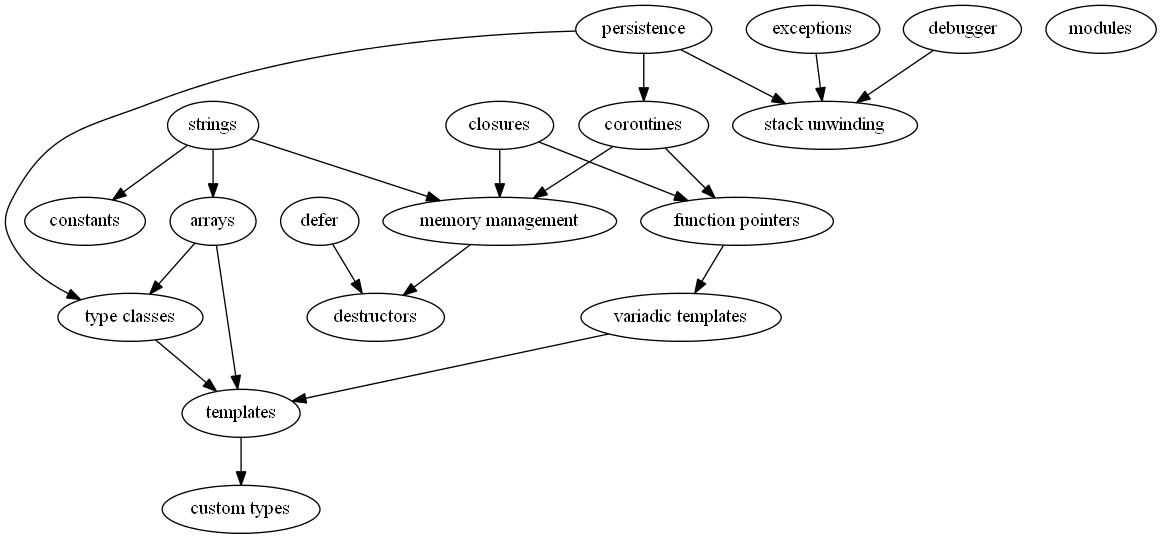 persistence
exceptions
debugger
modules
strings
closures
coroutines
stack unwinding
constants
arrays
defer
memory management
function pointers
type classes
destructors
variadic templates
templates
custom types